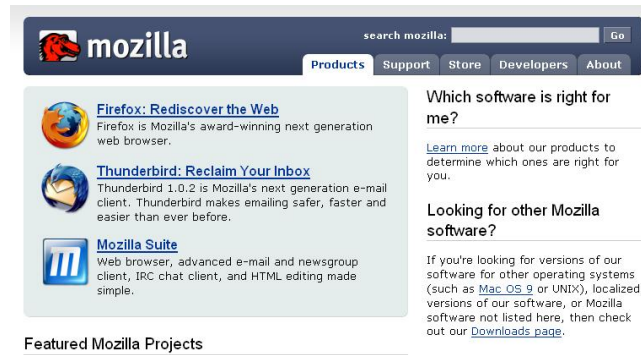 mozilla
search mozilla:
Go
Products Support Store Developers About
Firefox: Rediscover the Web
Firefox is Mozilla's award-winning next generation
web browser.
Thunderbird: Reclaim Your Inbox
Thunderbird 1.0.2 is Mozilla's next generation e-mail
client. Thunderbird makes emailing safer, faster and
easier than ever before.
Mozilla Suite
Web browser, advanced e-mail and newsgroup
client, IRC chat client, and HTML editing made
simple.
Featured Mozilla Projects
Which software is right for
me?
Learn more about our products to
determine which ones are right for
you.
Looking for other Mozilla
software?
If you're looking for versions of our
software for other operating systems
(such as Mac OS 9 or UNIX), localized
versions of our software, or Mozilla
software not listed here, then check
out our Downloads page.